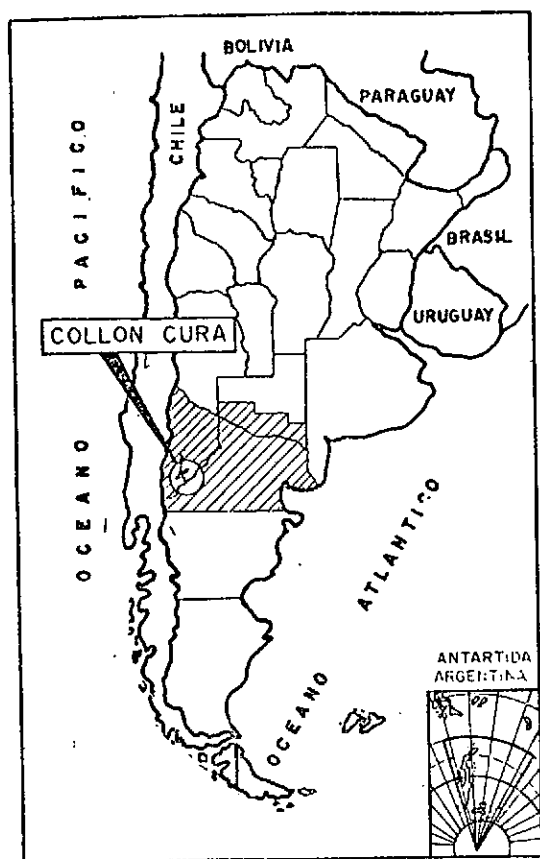 BOLIVIA
PARAGUAY
CHILE
PACIFICO
BRASIL
URUGUAY
COLLON CURA
OCEANO
ATLANTICO
OCEANO
ANTARTIDA
ARGENTINA